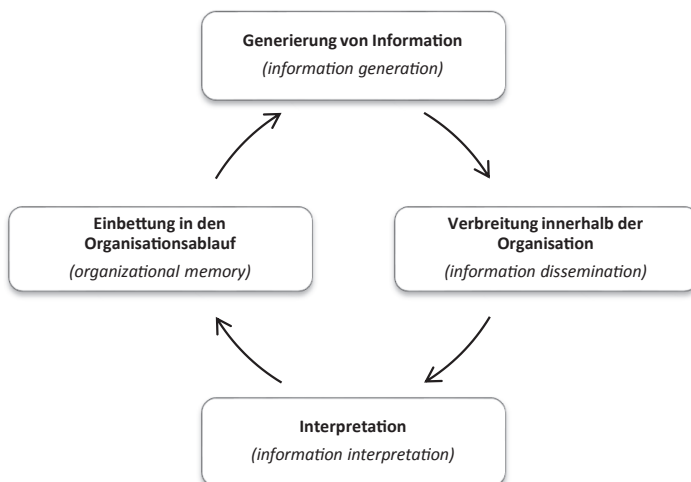 Generierung von Information
(information generation)
Einbettung in den
Organisationsablauf
(organizational memory)
Verbreitung innerhalb der
Organisation
(information dissemination)
Interpretation
(information interpretation)